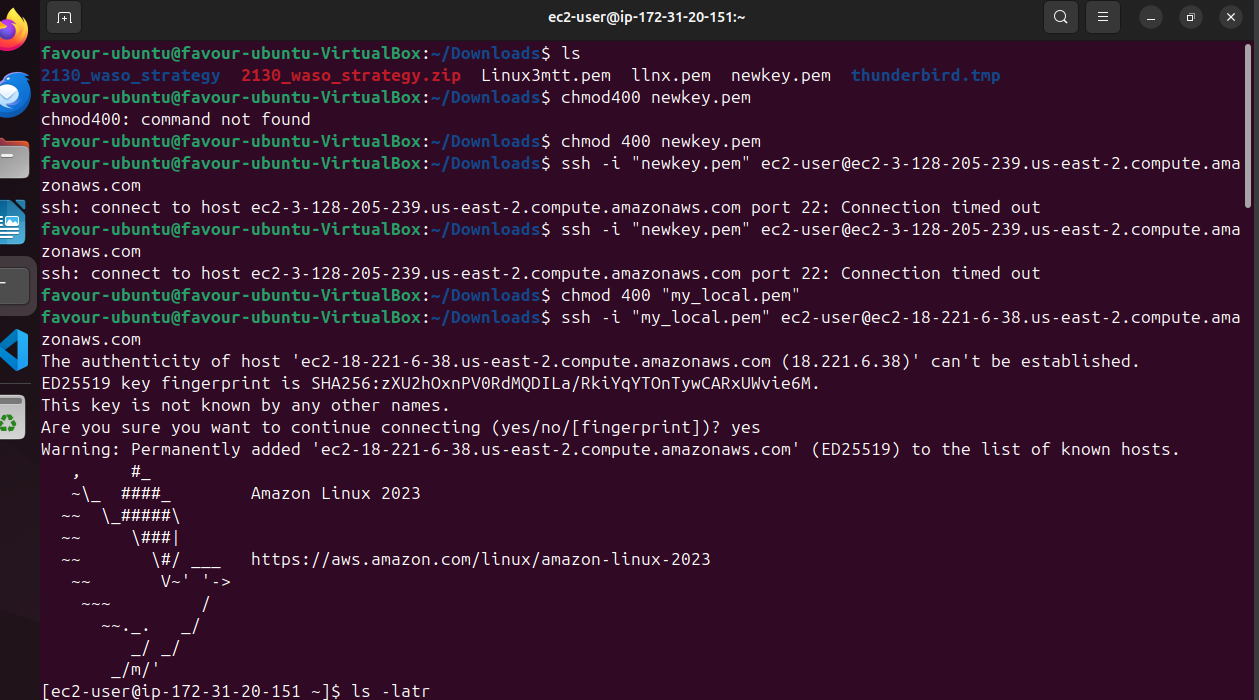 ec2-user@ip-172-31-20-151:~
favour-ubuntu@favour-ubuntu-VirtualBox:~/Downloads$ ls
2130_waso_strategy  2130_waso_strategy.zip  Linux3mtt.pem  llnx.pem  newkey.pem  thunderbird.tmp
favour-ubuntu@favour-ubuntu-VirtualBox:~/Downloads$ chmod400 newkey.pem
chmod400: command not found
favour-ubuntu@favour-ubuntu-VirtualBox:~/Downloads$ chmod 400 newkey.pem
favour-ubuntu@favour-ubuntu-VirtualBox:~/Downloads$ ssh -i "newkey.pem" ec2-user@ec2-3-128-205-239.us-east-2.compute.ama
zonaws.com
ssh: connect to host ec2-3-128-205-239.us-east-2.compute.amazonaws.com port 22: Connection timed out
favour-ubuntu@favour-ubuntu-VirtualBox:~/Downloads$ ssh -i "newkey.pem" ec2-user@ec2-3-128-205-239.us-east-2.compute.ama
zonaws.com
ssh: connect to host ec2-3-128-205-239.us-east-2.compute.amazonaws.com port 22: Connection timed out
favour-ubuntu@favour-ubuntu-VirtualBox:~/Downloads$ chmod 400 "my_local.pem"
favour-ubuntu@favour-ubuntu-VirtualBox:~/Downloads$ ssh -i "my_local.pem" ec2-user@ec2-18-221-6-38.us-east-2.compute.ama
zonaws.com
The authenticity of host 'ec2-18-221-6-38.us-east-2.compute.amazonaws.com (18.221.6.38)' can't be established.
ED25519 key fingerprint is SHA256:zXU2hOxnPV0RdMQDILa/RkiYqYTOnTywCARxUWvie6M.
This key is not known by any other names.
Are you sure you want to continue connecting (yes/no/[fingerprint])? yes
Warning: Permanently added 'ec2-18-221-6-38.us-east-2.compute.amazonaws.com' (ED25519) to the list of known hosts.
   ,     #_
   ~\_  ####_        Amazon Linux 2023
  ~~  \_#####\
  ~~     \###|
  ~~       \#/ ___   https://aws.amazon.com/linux/amazon-linux-2023
   ~~       V~' '->
    ~~~         /
      ~~._.   _/
         _/ _/
       _/m/'
[ec2-user@ip-172-31-20-151 ~]$ ls -latr